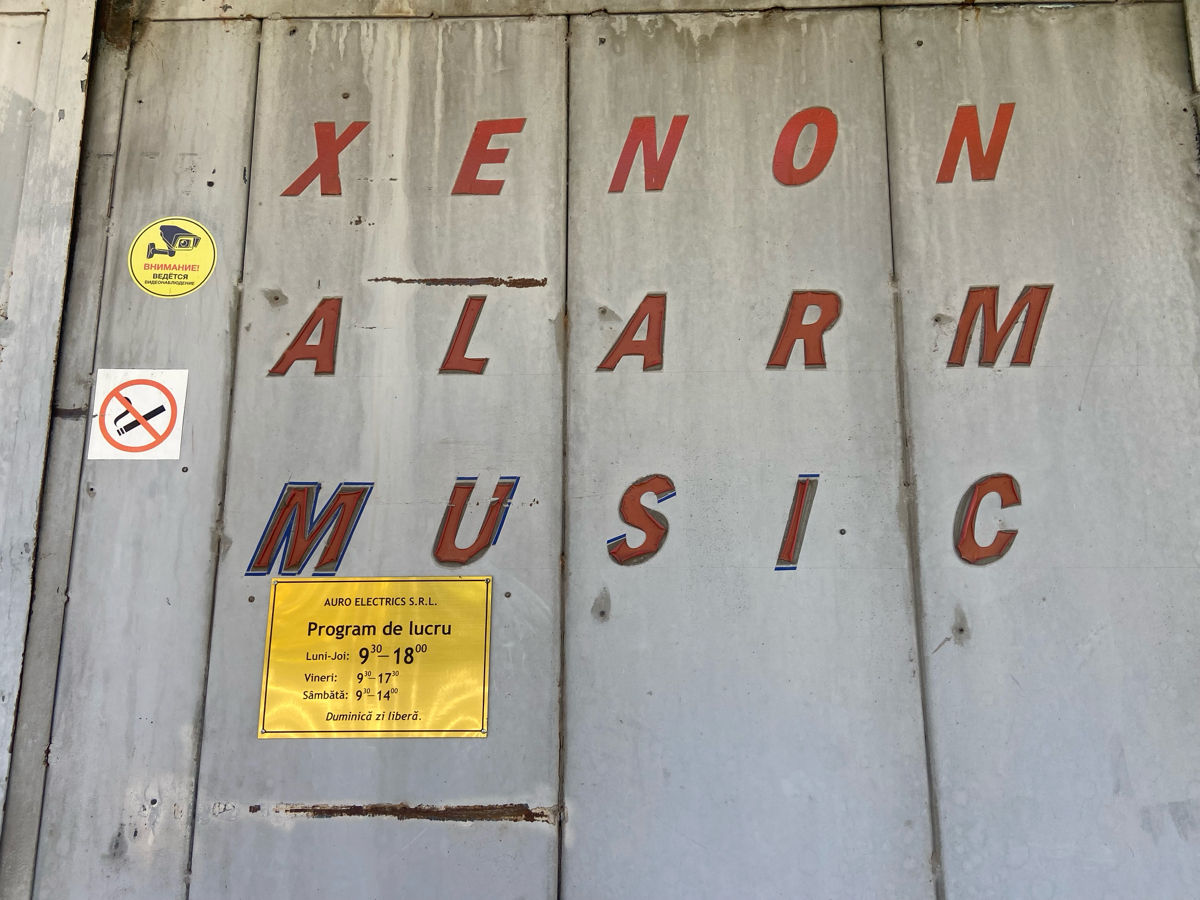 XENON
ALARM
MUSIC
ВНИМАНИЕ!
ВЕДЁТСЯ
ВИДЕОНАБЛЮДЕНИЕ
AURO ELECTRICS S.R.L.
Program de lucru
Luni-Joi: 9³⁰–18⁰⁰
Vineri: 9³⁰–17³⁰
Sâmbătă: 9³⁰–14⁰⁰
Duminică zi liberă.